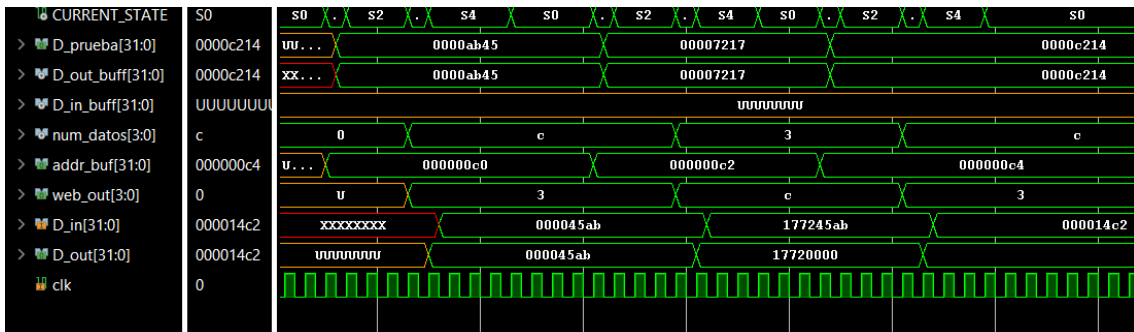 CURRENT_STATE S0 S0 . S2 . S4 S0 . S2 . S4 S0 . S2 . S4 S0
> D_prueba[31:0] 0000c214 UU... 0000ab45 00007217 0000c214
> D_out_buff[31:0] 0000c214 XX... 0000ab45 00007217 0000c214
> D_in_buff[31:0] UUUUUUUU UUUUUUUU
> num_datos[3:0] c 0 c 3 c
> addr_buf[31:0] 000000c4 U... 000000c0 000000c2 000000c4
> web_out[3:0] 0 U 3 c 3
> D_in[31:0] 000014c2 XXXXXXXX 000045ab 177245ab 000014c2
> D_out[31:0] 000014c2 UUUUUUUU 000045ab 17720000
clk 0